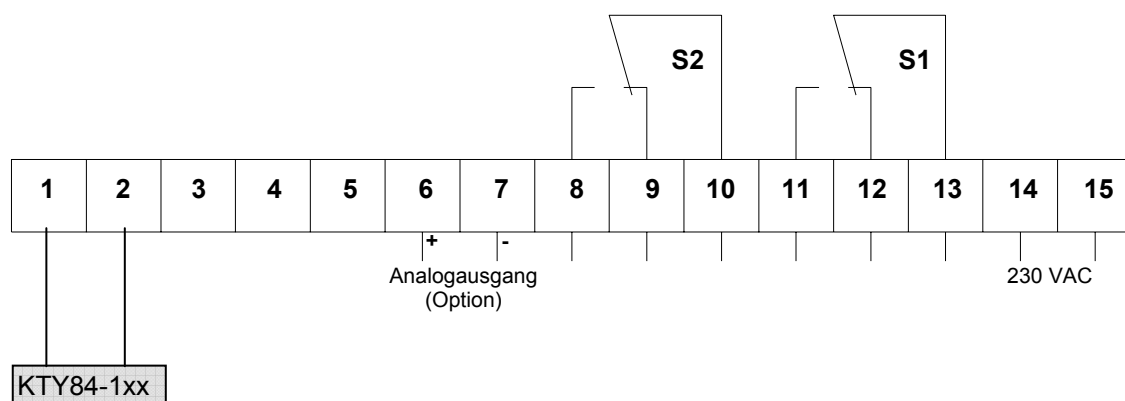 S2 S1
1 2 3 4 5 6 7 8 9 10 11 12 13 14 15
+ -
Analogausgang
(Option)
230 VAC
KTY84-1xx